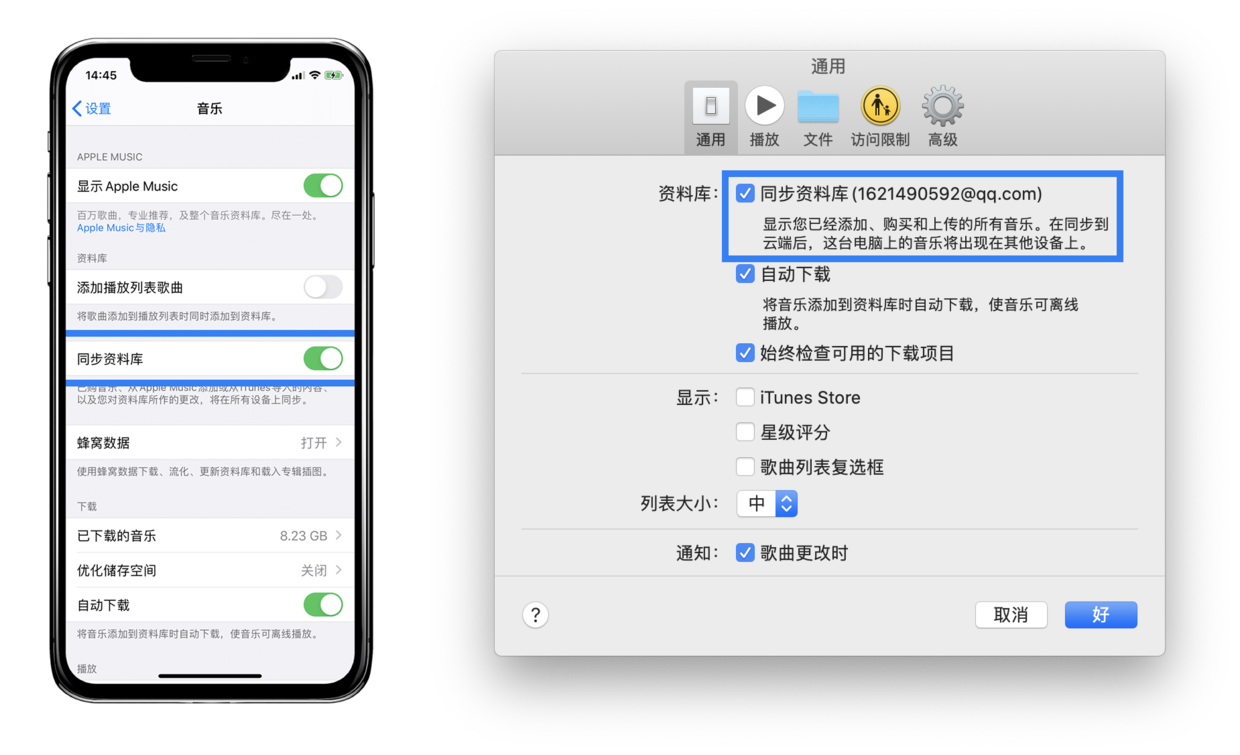 14:45
设置
音乐
APPLE MUSIC
显示 Apple Music
百万歌曲，专业推荐，及整个音乐资料库。尽在一处。
Apple Music与隐私
资料库
添加播放列表歌曲
将歌曲添加到播放列表时同时添加到资料库。
同步资料库
已购音乐、从 Apple Music 添加或从 iTunes 导入的内容、
以及您对资料库所作的更改，将在所有设备上同步。
蜂窝数据
打开
使用蜂窝数据下载、流化、更新资料库和载入专辑插图。
下载
已下载的音乐
8.23 GB
优化储存空间
关闭
自动下载
将音乐添加到资料库时自动下载，使音乐可离线播放。
播放
通用
通用
播放
文件
访问限制
高级
资料库：
同步资料库 (1621490592@qq.com)
显示您已经添加、购买和上传的所有音乐。在同步到
云端后，这台电脑上的音乐将出现在其他设备上。
自动下载
将音乐添加到资料库时自动下载，使音乐可离线
播放。
始终检查可用的下载项目
显示：
iTunes Store
星级评分
歌曲列表复选框
列表大小：
中
通知：
歌曲更改时
?
取消
好